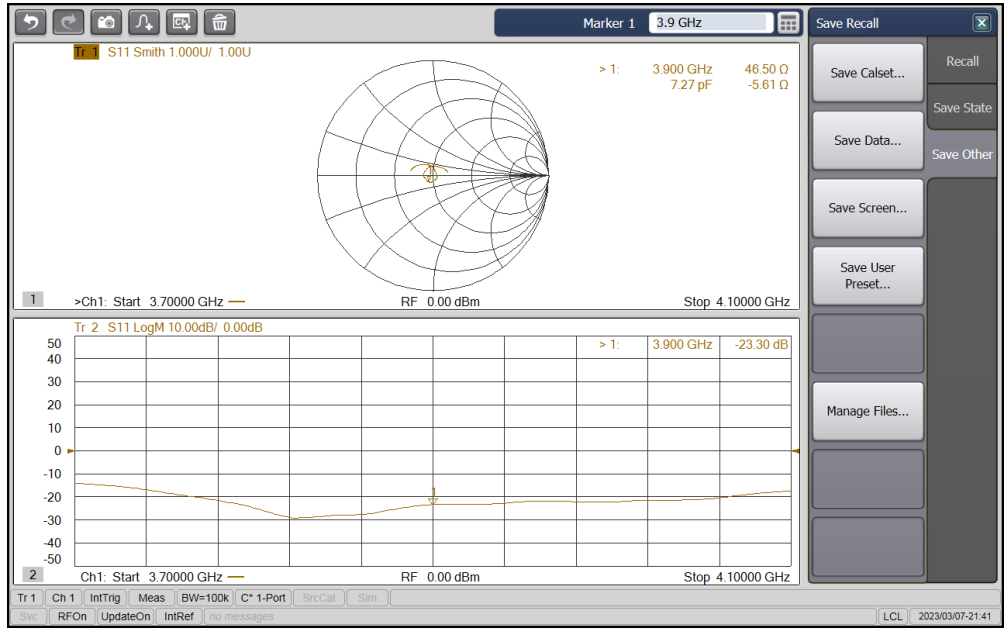 Marker 1 3.9 GHz
Save Recall
Tr 1 S11 Smith 1.000U/ 1.00U
> 1: 3.900 GHz 46.50 Ω
7.27 pF -5.61 Ω
1
1
>Ch1: Start 3.70000 GHz
RF 0.00 dBm
Stop 4.10000 GHz
Tr 2 S11 LogM 10.00dB/ 0.00dB
> 1: 3.900 GHz -23.30 dB
50
40
30
20
10
0
-10
-20
-30
-40
-50
1
2
Ch1: Start 3.70000 GHz
RF 0.00 dBm
Stop 4.10000 GHz
Save Calset...
Save Data...
Save Screen...
Save User
Preset...
Manage Files...
Recall
Save State
Save Other
Tr 1 Ch 1 IntTrig Meas BW=100k C* 1-Port SrcCal Sim
Svc RFOn UpdateOn IntRef no messages LCL 2023/03/07-21:41